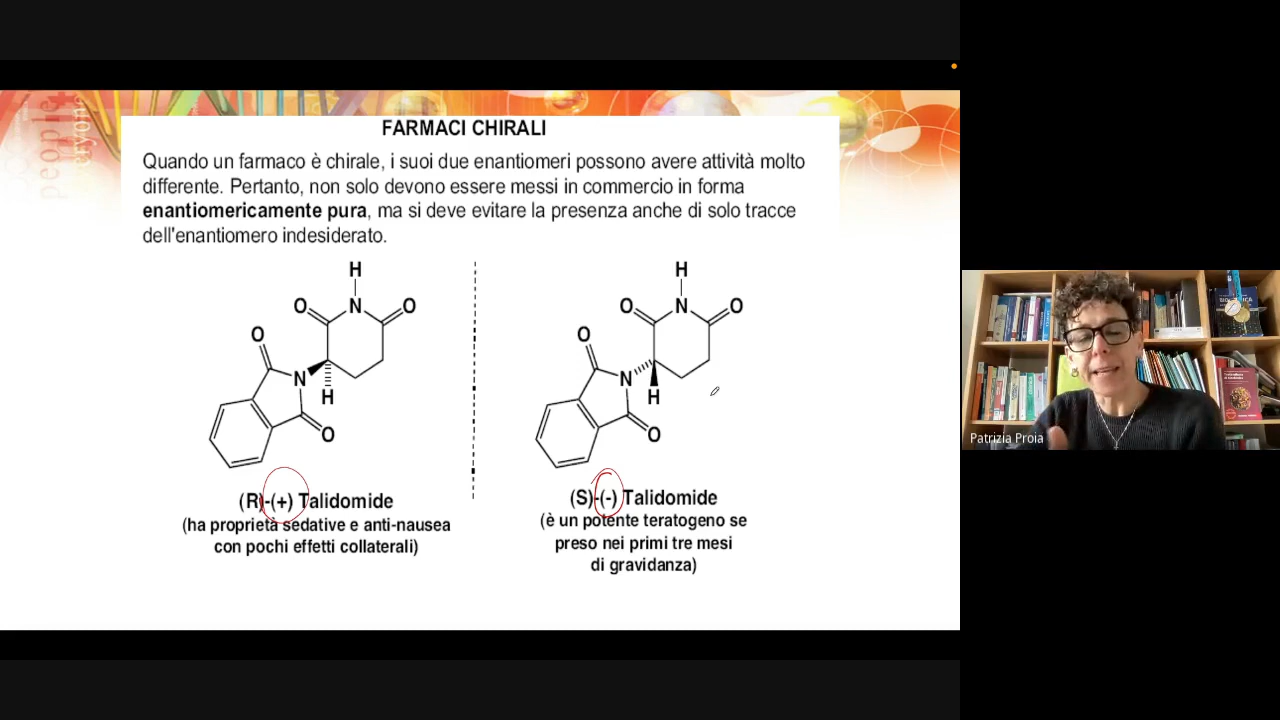 people
eryon
FARMACI CHIRALI
Quando un farmaco è chirale, i suoi due enantiomeri possono avere attività molto
differente. Pertanto, non solo devono essere messi in commercio in forma
enantiomericamente pura, ma si deve evitare la presenza anche di solo tracce
dell'enantiomero indesiderato.
H
O N O
O
N
H
O
(R)-(+) Talidomide
(ha proprietà sedative e anti-nausea
con pochi effetti collaterali)
H
O N O
O
N
H
O
(S)-(-) Talidomide
(è un potente teratogeno se
preso nei primi tre mesi
di gravidanza)
Patrizia Proia